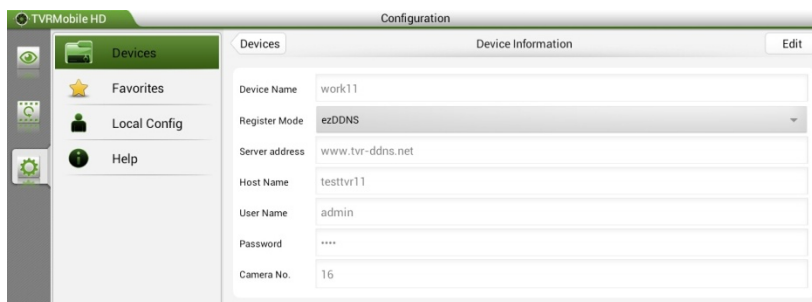 TVRMobile HD
Configuration
Devices
Favorites
Local Config
Help
Devices
Device Information
Edit
Device Name work11
Register Mode ezDDNS
Server address www.tvr-ddns.net
Host Name testtvr11
User Name admin
Password ····
Camera No. 16